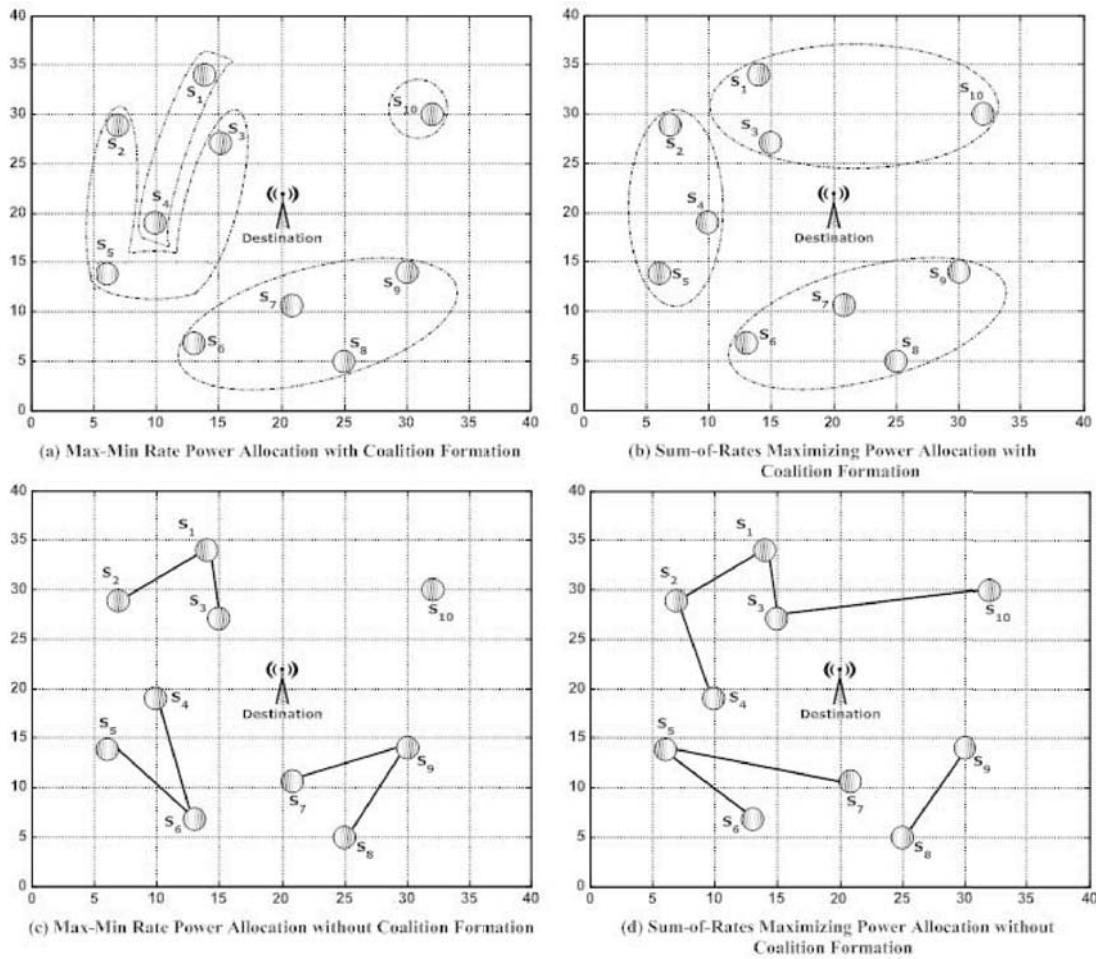 40
35
30
25
20
15
10
5
0
0 5 10 15 20 25 30 35 40
S1
S2
S3
S10
S4
Destination
S5
S9
S7
S6
S8
(a) Max-Min Rate Power Allocation with Coalition Formation
40
35
30
25
20
15
10
5
0
0 5 10 15 20 25 30 35 40
S1
S10
S2
S3
S4
Destination
S5
S9
S7
S6
S8
(b) Sum-of-Rates Maximizing Power Allocation with
Coalition Formation
40
35
30
25
20
15
10
5
0
0 5 10 15 20 25 30 35 40
S1
S2
S3
S10
S4
Destination
S5
S9
S7
S6
S8
(c) Max-Min Rate Power Allocation without Coalition Formation
40
35
30
25
20
15
10
5
0
0 5 10 15 20 25 30 35 40
S1
S2
S3
S10
S4
Destination
S5
S9
S7
S6
S8
(d) Sum-of-Rates Maximizing Power Allocation without
Coalition Formation